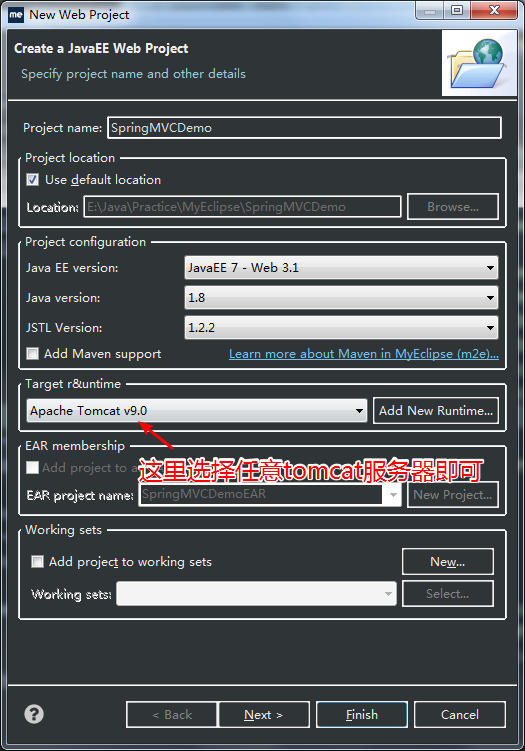 me New Web Project
Create a JavaEE Web Project
Specify project name and other details
Project name: SpringMVCDemo
Project location
Use default location
Location: E:\Java\Practice\MyEclipse\SpringMVCDemo Browse...
Project configuration
Java EE version: JavaEE 7 - Web 3.1
Java version: 1.8
JSTL Version: 1.2.2
Add Maven support Learn more about Maven in MyEclipse (m2e)...
Target r&untime
Apache Tomcat v9.0 Add New Runtime...
EAR membership
Add project to a
这里选择任意tomcat服务器即可
EAR project name: SpringMVCDemoEAR New Project...
Working sets
Add project to working sets New...
Working sets: Select...
? < Back Next > Finish Cancel